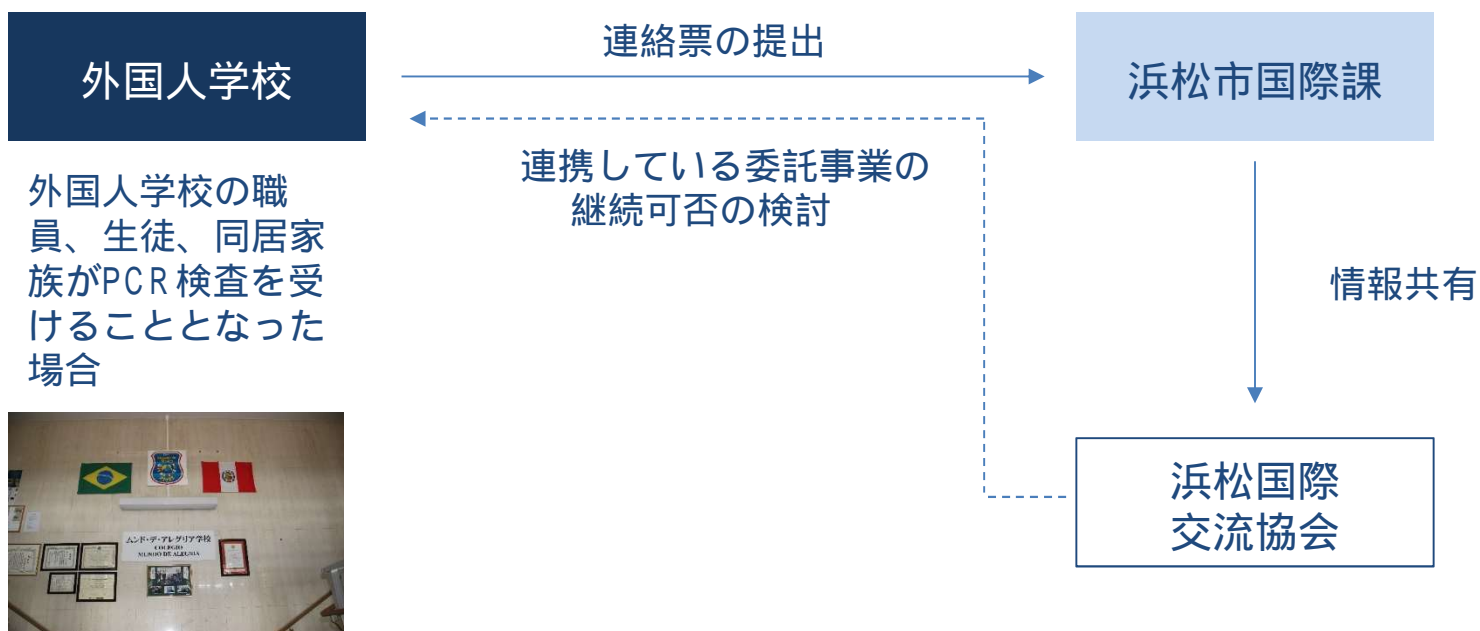 連絡票の提出
外国人学校
浜松市国際課
連携している委託事業の
継続可否の検討
外国人学校の職
員、生徒、同居家
族がPCR検査を受
けることとなった
場合
情報共有
浜松国際
交流協会
ムンド・デ・アレグリア学校
COLEGIO
MUNDO DE ALEGRIA